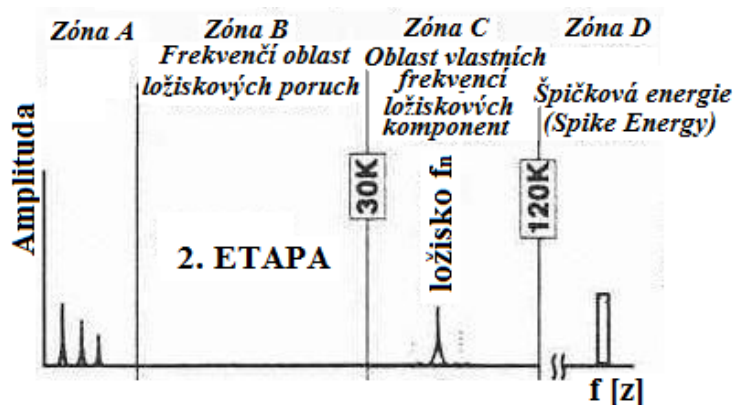 Zóna A
Zóna B
Zóna C
Zóna D
Frekvenčí oblast
ložiskových poruch
Oblast vlastních
frekvencí
ložiskových
komponent
Špičková energie
(Spike Energy)
Amplituda
2. ETAPA
30K
ložisko fn
120K
f [z]